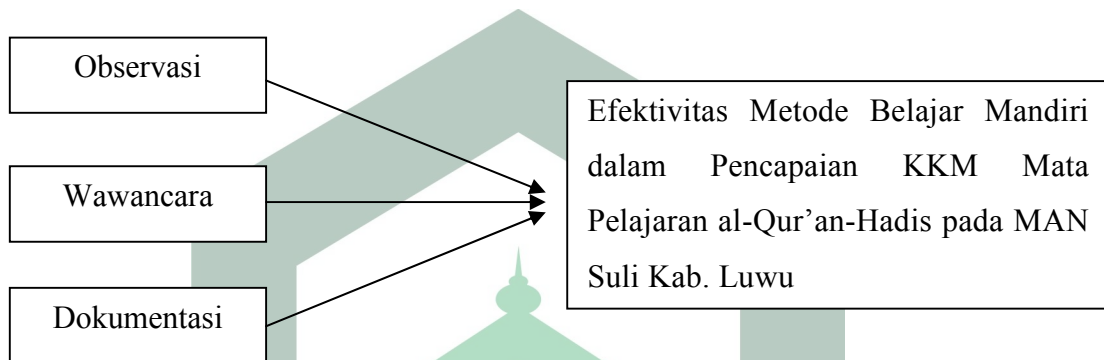 Observasi
Wawancara
Dokumentasi
Efektivitas Metode Belajar Mandiri
dalam Pencapaian KKM Mata
Pelajaran al-Qur’an-Hadis pada MAN
Suli Kab. Luwu